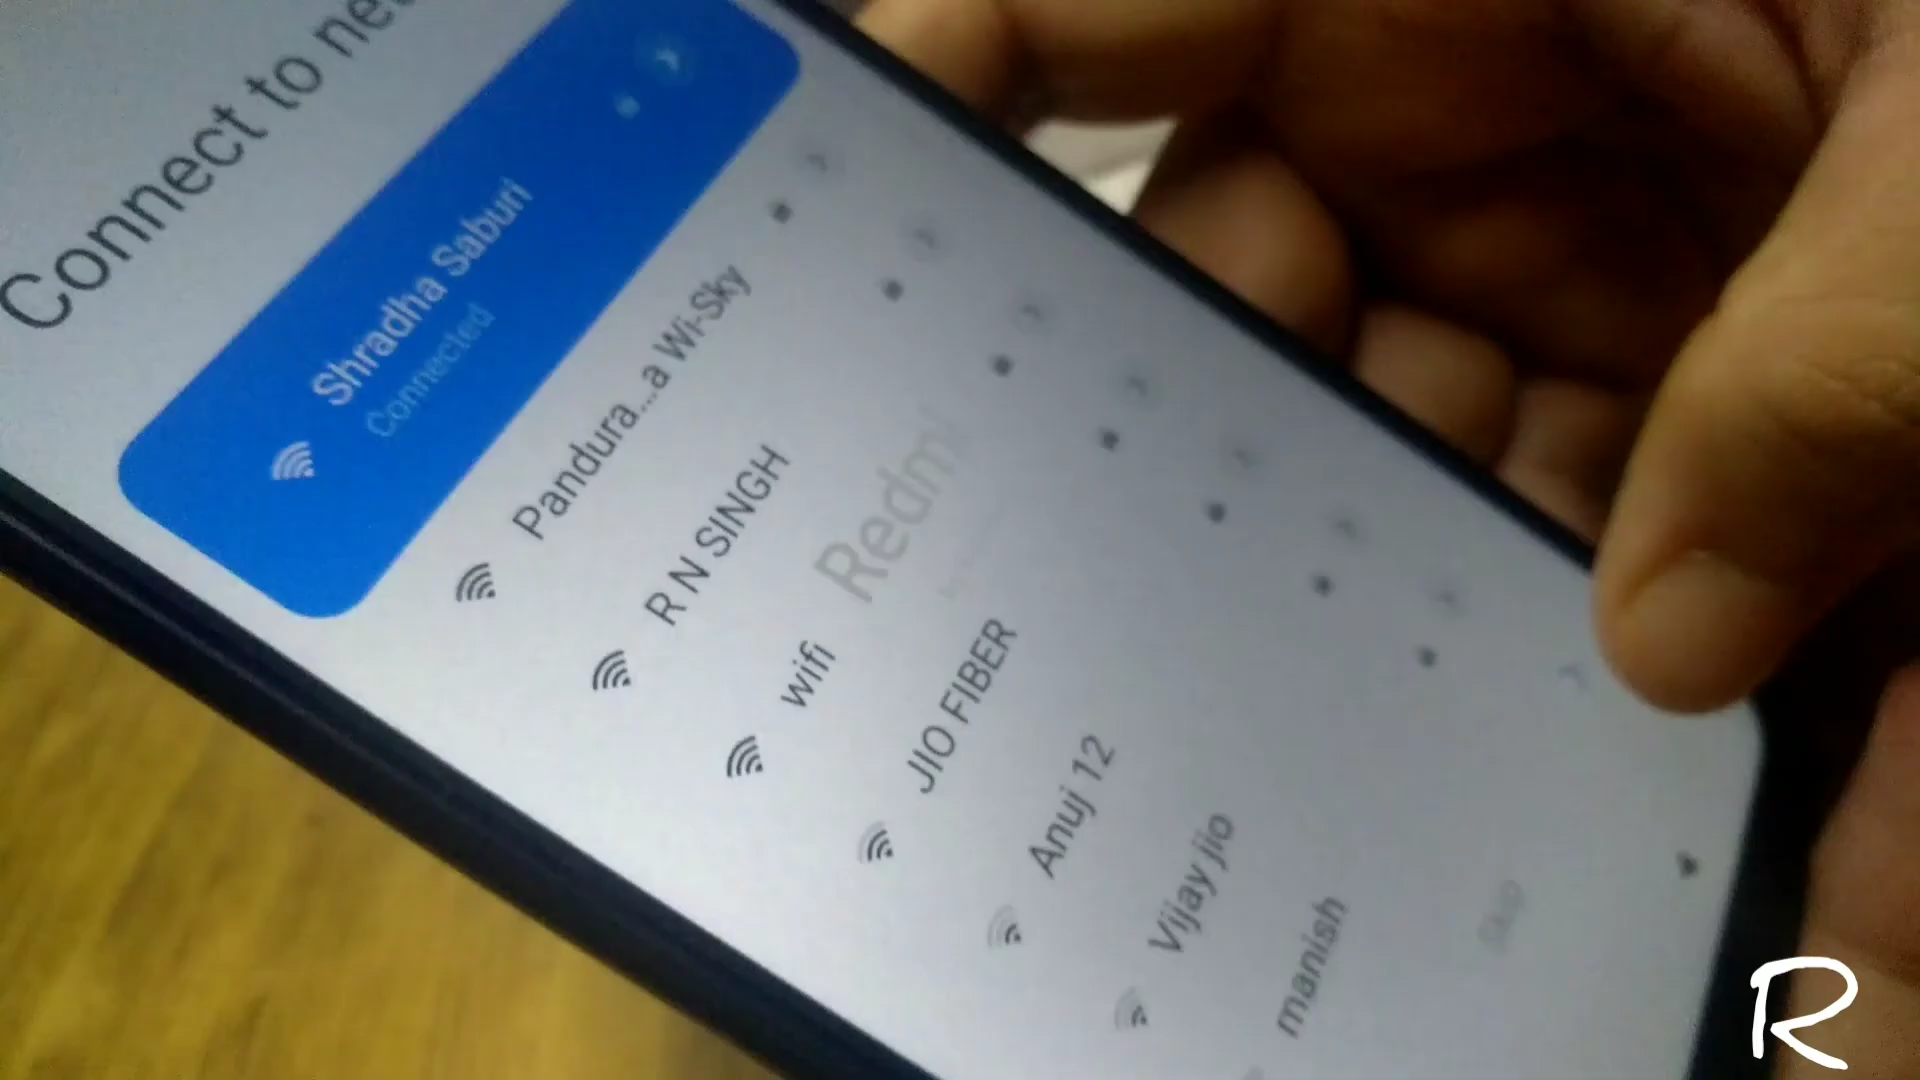 Connect to ne
Shradha Saburi
Connected
Pandura...a Wi-Sky
R N SINGH
wifi
Redmi
JIO FIBER
Anuj 12
Vijay jio
manish
Skip
R